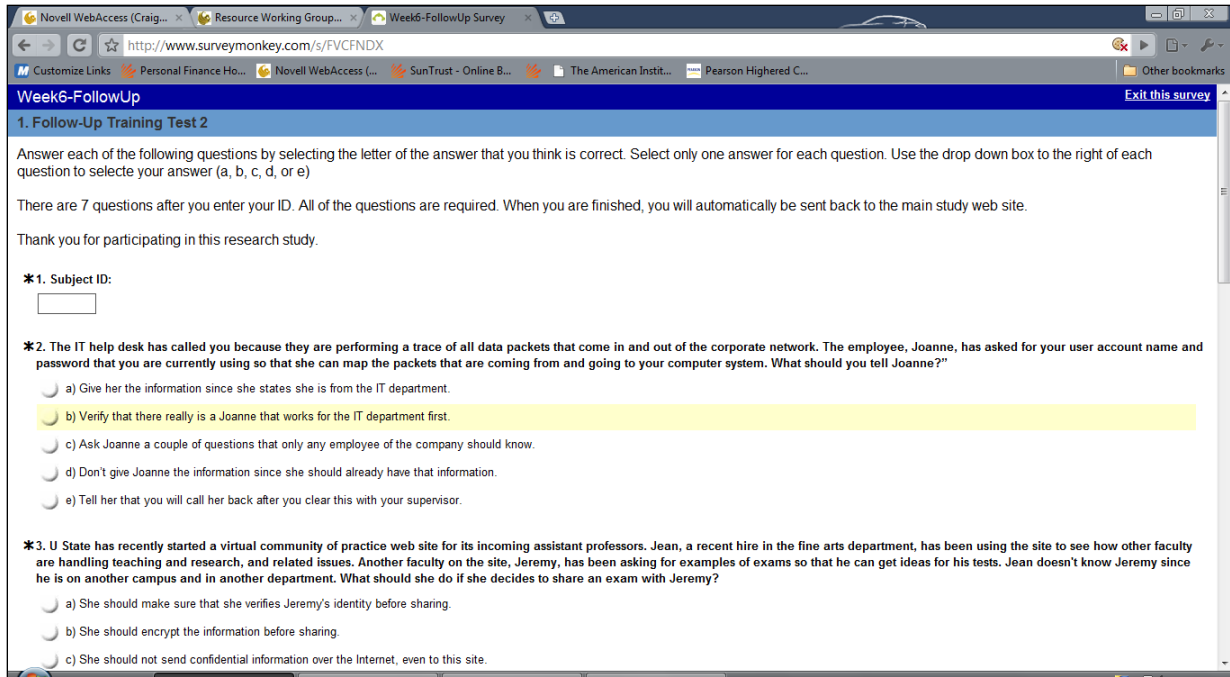 Novell WebAccess (Craig...
Resource Working Group...
Week6-FollowUp Survey
http://www.surveymonkey.com/s/FVCFNDX
Customize Links
Personal Finance Ho...
Novell WebAccess (...
SunTrust - Online B...
The American Instit...
Pearson Highered C...
Other bookmarks
Week6-FollowUp
Exit this survey
1. Follow-Up Training Test 2
Answer each of the following questions by selecting the letter of the answer that you think is correct. Select only one answer for each question. Use the drop down box to the right of each
question to selecte your answer (a, b, c, d, or e)
There are 7 questions after you enter your ID. All of the questions are required. When you are finished, you will automatically be sent back to the main study web site.
Thank you for participating in this research study.
*1. Subject ID:
*2. The IT help desk has called you because they are performing a trace of all data packets that come in and out of the corporate network. The employee, Joanne, has asked for your user account name and
password that you are currently using so that she can map the packets that are coming from and going to your computer system. What should you tell Joanne?”
a) Give her the information since she states she is from the IT department.
b) Verify that there really is a Joanne that works for the IT department first.
c) Ask Joanne a couple of questions that only any employee of the company should know.
d) Don't give Joanne the information since she should already have that information.
e) Tell her that you will call her back after you clear this with your supervisor.
*3. U State has recently started a virtual community of practice web site for its incoming assistant professors. Jean, a recent hire in the fine arts department, has been using the site to see how other faculty
are handling teaching and research, and related issues. Another faculty on the site, Jeremy, has been asking for examples of exams so that he can get ideas for his tests. Jean doesn't know Jeremy since
he is on another campus and in another department. What should she do if she decides to share an exam with Jeremy?
a) She should make sure that she verifies Jeremy's identity before sharing.
b) She should encrypt the information before sharing.
c) She should not send confidential information over the Internet, even to this site.